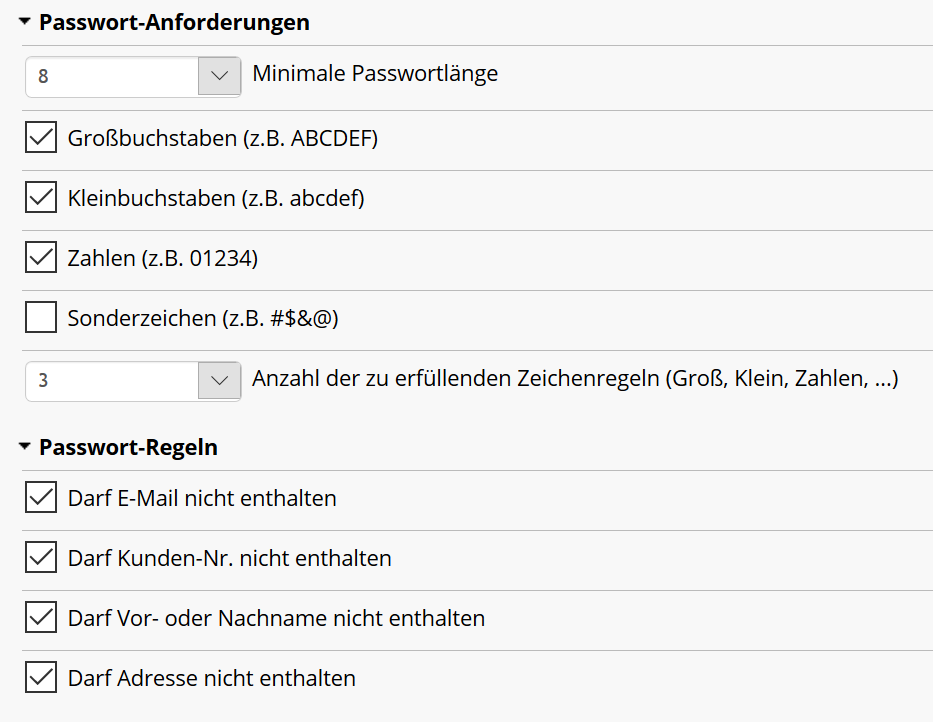 Passwort-Anforderungen
8 Minimale Passwortlänge
Großbuchstaben (z.B. ABCDEF)
Kleinbuchstaben (z.B. abcdef)
Zahlen (z.B. 01234)
Sonderzeichen (z.B. #$&@)
3 Anzahl der zu erfüllenden Zeichenregeln (Groß, Klein, Zahlen, ...)
Passwort-Regeln
Darf E-Mail nicht enthalten
Darf Kunden-Nr. nicht enthalten
Darf Vor- oder Nachname nicht enthalten
Darf Adresse nicht enthalten